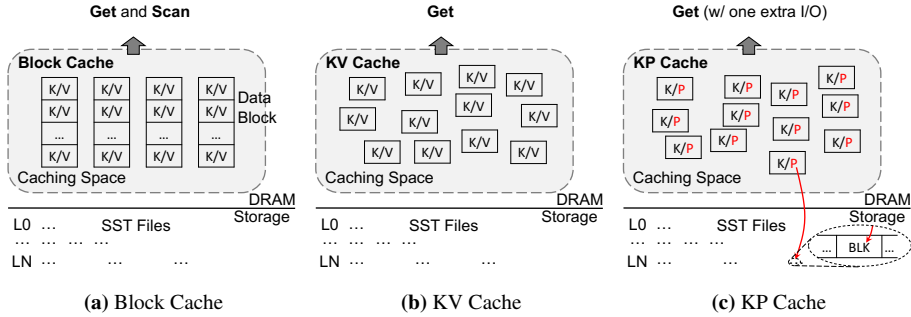 Get and Scan
Block Cache
K/V K/V K/V K/V
K/V K/V K/V K/V
... ... ... ...
K/V K/V K/V K/V
Data
Block
Caching Space
DRAM
Storage
L0 ... SST Files
... ... ... ...
LN ... ... ...
(a) Block Cache
Get
KV Cache
K/V K/V K/V K/V
K/V K/V K/V K/V
K/V K/V K/V K/V
Caching Space
DRAM
Storage
L0 ... SST Files
... ... ... ...
LN ... ... ...
(b) KV Cache
Get (w/ one extra I/O)
KP Cache
K/P K/P K/P K/P
K/P K/P K/P K/P
K/P K/P K/P K/P
Caching Space
DRAM
Storage
L0 ... SST Files
... ... ... ...
... BLK ...
LN ... ...
(c) KP Cache